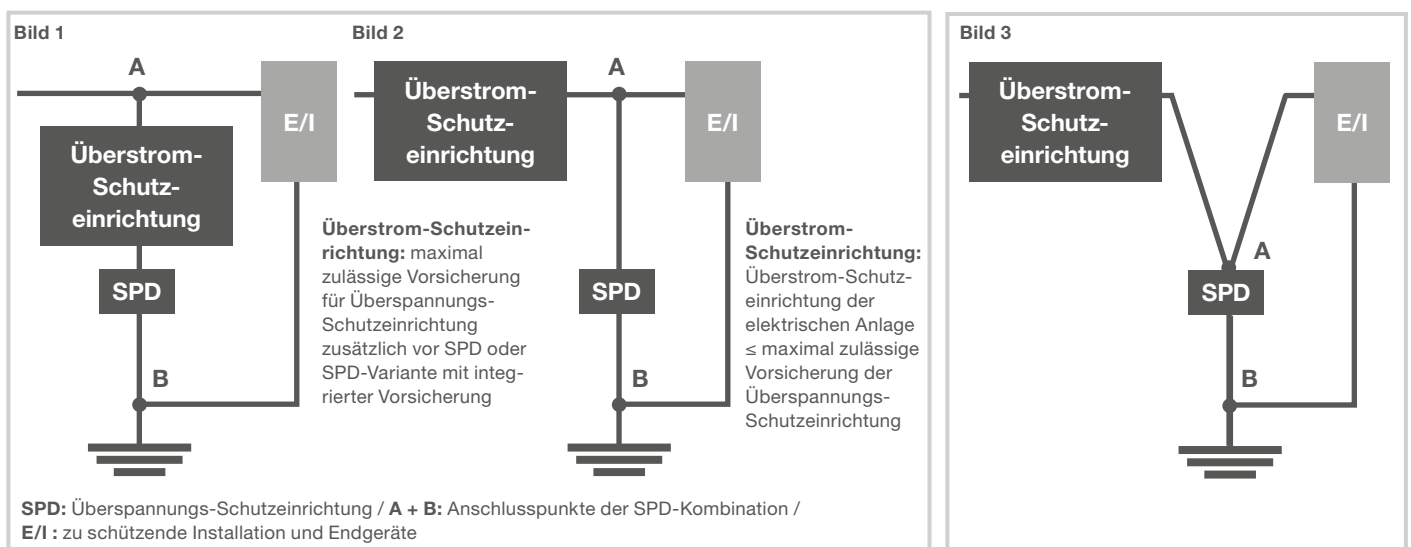 Bild 1
A
Überstrom-
Schutz-
einrichtung
SPD
B
E/I
Überstrom-Schutzein-
richtung: maximal
zulässige Vorsicherung
für Überspannungs-
Schutzeinrichtung
zusätzlich vor SPD oder
SPD-Variante mit integ-
rierter Vorsicherung
Bild 2
Überstrom-
Schutz-
einrichtung
A
E/I
SPD
B
Überstrom-
Schutzeinrichtung:
Überstrom-Schutz-
einrichtung der
elektrischen Anlage
≤ maximal zulässige
Vorsicherung der
Überspannungs-
Schutzeinrichtung
SPD: Überspannungs-Schutzeinrichtung / A + B: Anschlusspunkte der SPD-Kombination /
E/I : zu schützende Installation und Endgeräte
Bild 3
Überstrom-
Schutz-
einrichtung
E/I
A
SPD
B